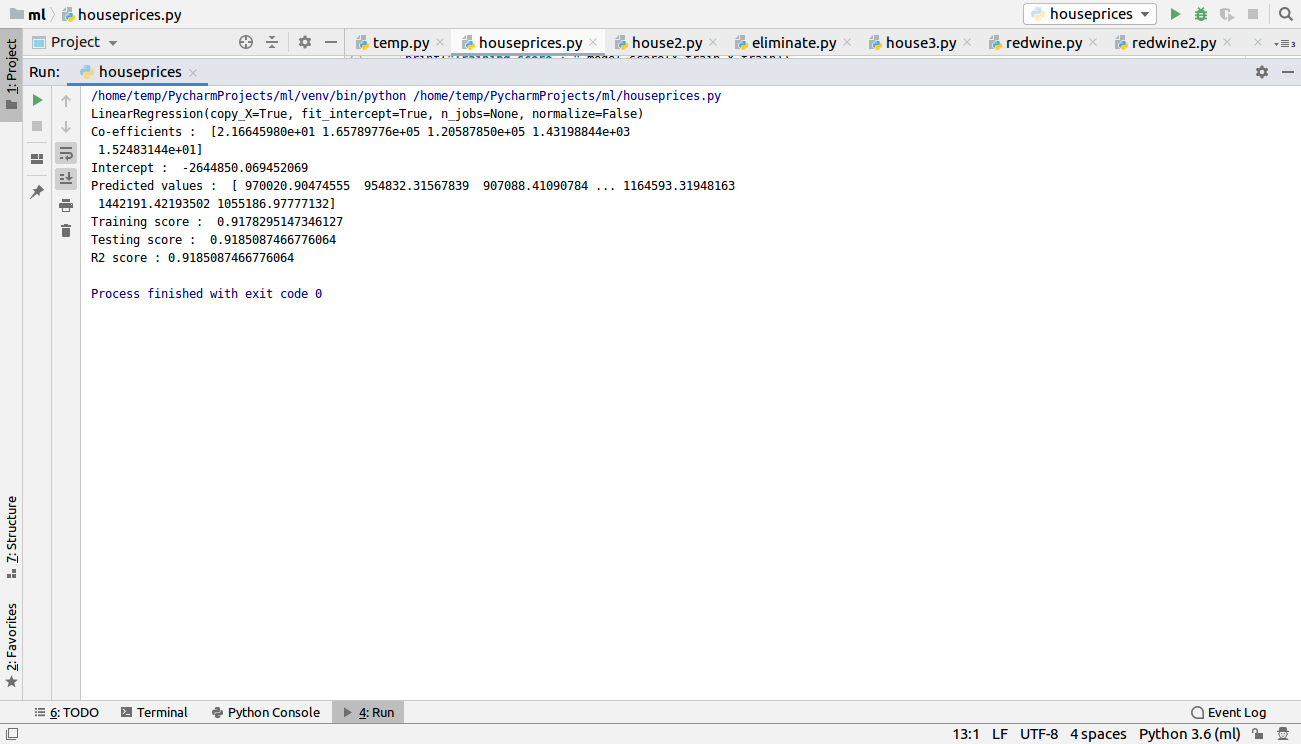 ml houseprices.py houseprices
Project temp.py houseprices.py house2.py eliminate.py house3.py redwine.py redwine2.py
1: Project
Run: houseprices
/home/temp/PycharmProjects/ml/venv/bin/python /home/temp/PycharmProjects/ml/houseprices.py
LinearRegression(copy_X=True, fit_intercept=True, n_jobs=None, normalize=False)
Co-efficients :  [2.16645980e+01 1.65789776e+05 1.20587850e+05 1.43198844e+03
 1.52483144e+01]
Intercept :  -2644850.069452069
Predicted values :  [ 970020.90474555  954832.31567839  907088.41090784 ... 1164593.31948163
 1442191.42193502 1055186.97777132]
Training score :  0.9178295147346127
Testing score :  0.9185087466776064
R2 score : 0.9185087466776064
Process finished with exit code 0
7: Structure
2: Favorites
6: TODO Terminal Python Console 4: Run Event Log
13:1 LF UTF-8 4 spaces Python 3.6 (ml)